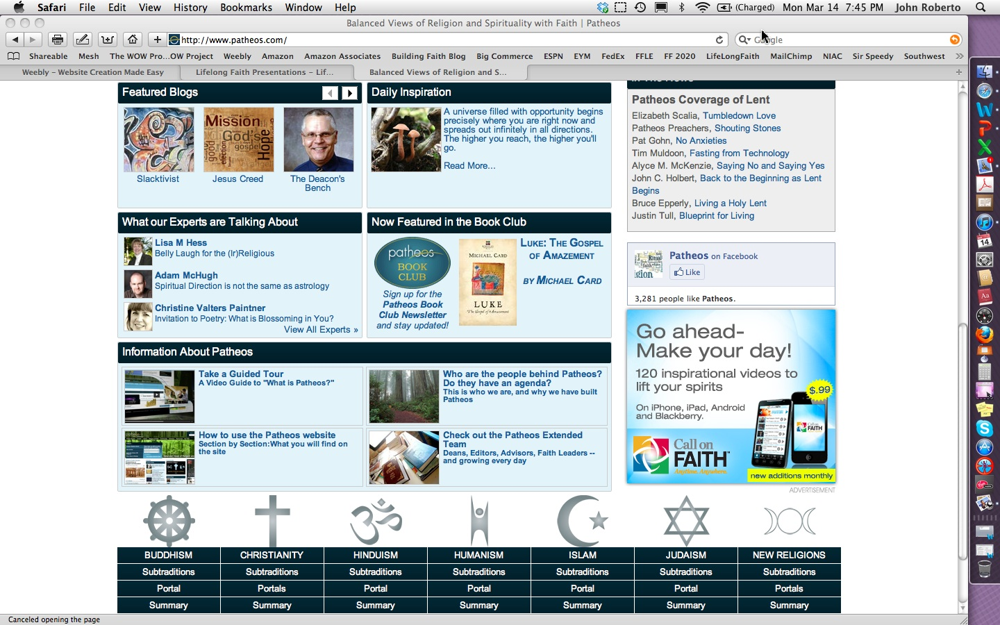 Safari File Edit View History Bookmarks Window Help (Charged) Mon Mar 14 7:45 PM John Roberto
Balanced Views of Religion and Spirituality with Faith | Patheos
http://www.patheos.com/
Shareable Mesh The WOW Pro...OW Project Weebly Amazon Amazon Associates Building Faith Blog Big Commerce ESPN EYM FedEx FFLE FF 2020 LifeLongFaith MailChimp NIAC Sir Speedy Southwest
Weebly – Website Creation Made Easy Lifelong Faith Presentations – Lif... Balanced Views of Religion and S...
Featured Blogs
Mission
God's
gospel
good
election
Hope
Slacktivist
Jesus Creed
The Deacon's
Bench
Daily Inspiration
A universe filled with opportunity begins
precisely where you are right now and
spreads out infinitely in all directions.
The higher you reach, the higher you'll
go.
Read More...
Patheos Coverage of Lent
Elizabeth Scalia, Tumbledown Love
Patheos Preachers, Shouting Stones
Pat Gohn, No Anxieties
Tim Muldoon, Fasting from Technology
Alyce M. McKenzie, Saying No and Saying Yes
John C. Holbert, Back to the Beginning as Lent
Begins
Bruce Epperly, Living a Holy Lent
Justin Tull, Blueprint for Living
What our Experts are Talking About
Lisa M Hess
Belly Laugh for the (Ir)Religious
Adam McHugh
Spiritual Direction is not the same as astrology
Christine Valters Paintner
Invitation to Poetry: What is Blossoming in You?
View All Experts »
Now Featured in the Book Club
patheos
BOOK
CLUB
Sign up for the
Patheos Book
Club Newsletter
and stay updated!
MICHAEL CARD
LUKE
The Gospel of Amazement
LUKE: THE GOSPEL
OF AMAZEMENT
BY MICHAEL CARD
Patheos on Facebook
Like
3,281 people like Patheos.
Information About Patheos
Take a Guided Tour
A Video Guide to "What is Patheos?"
Who are the people behind Patheos?
Do they have an agenda?
This is who we are, and why we have built
Patheos
How to use the Patheos website
Section by Section:What you will find on
the site
Check out the Patheos Extended
Team
Deans, Editors, Advisors, Faith Leaders --
and growing every day
Go ahead-
Make your day!
120 inspirational videos to
lift your spirits
$.99
On iPhone, iPad, Android
and Blackberry.
Call on
FAITH
Anytime, Anywhere.
new additions monthly
ADVERTISEMENT
BUDDHISM CHRISTIANITY HINDUISM HUMANISM ISLAM JUDAISM NEW RELIGIONS
Subtraditions Subtraditions Subtraditions Subtraditions Subtraditions Subtraditions Subtraditions
Portal Portals Portal Portal Portal Portal Portals
Summary Summary Summary Summary Summary Summary Summary
Canceled opening the page